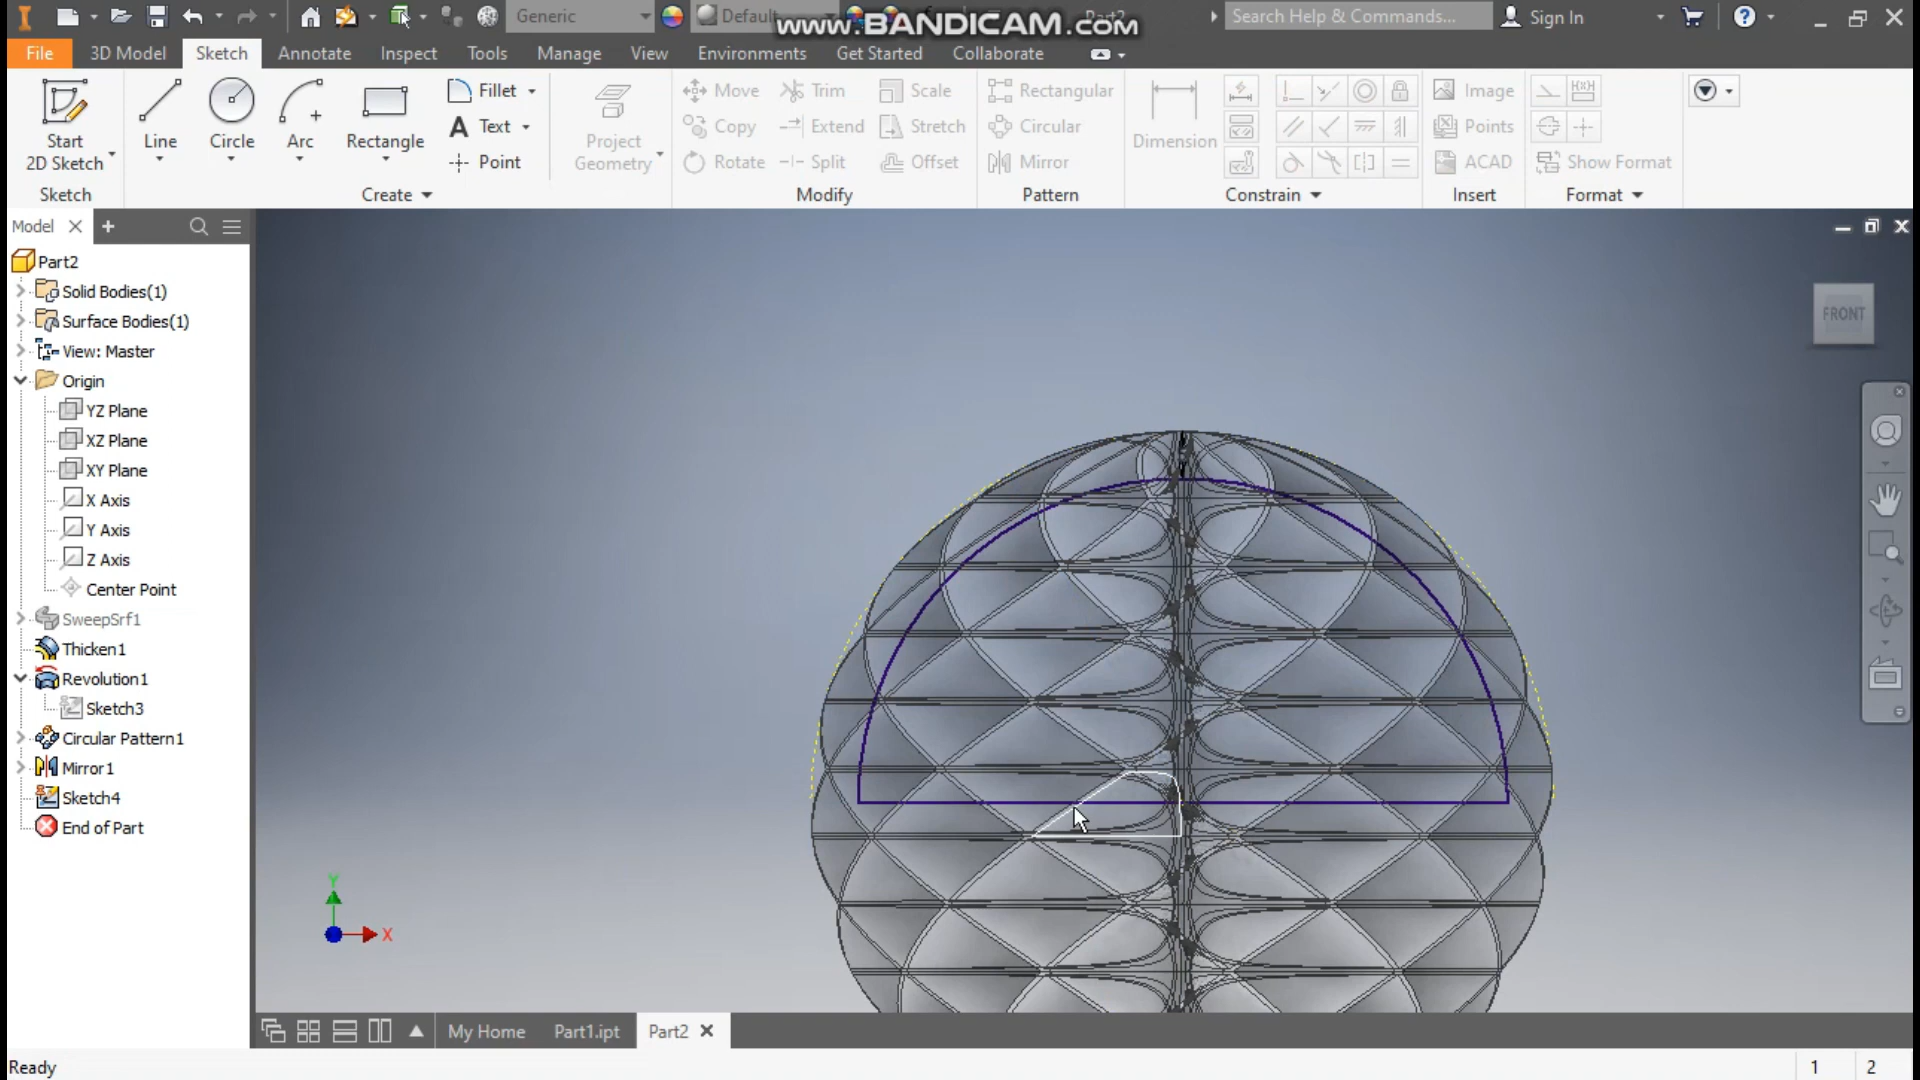 Generic
Default
www.BANDICAM.com
Part2
Search Help & Commands...
Sign In
File
3D Model
Sketch
Annotate
Inspect
Tools
Manage
View
Environments
Get Started
Collaborate
Start
2D Sketch
Line
Circle
Arc
Rectangle
Fillet
Text
Point
Project
Geometry
Move
Trim
Scale
Copy
Extend
Stretch
Rotate
Split
Offset
Rectangular
Circular
Mirror
Dimension
Image
Points
ACAD
Show Format
Sketch
Create
Modify
Pattern
Constrain
Insert
Format
Model
Part2
Solid Bodies(1)
Surface Bodies(1)
View: Master
Origin
YZ Plane
XZ Plane
XY Plane
X Axis
Y Axis
Z Axis
Center Point
SweepSrf1
Thicken1
Revolution1
Sketch3
Circular Pattern1
Mirror1
Sketch4
End of Part
FRONT
Y
X
My Home
Part1.ipt
Part2
Ready
1
2